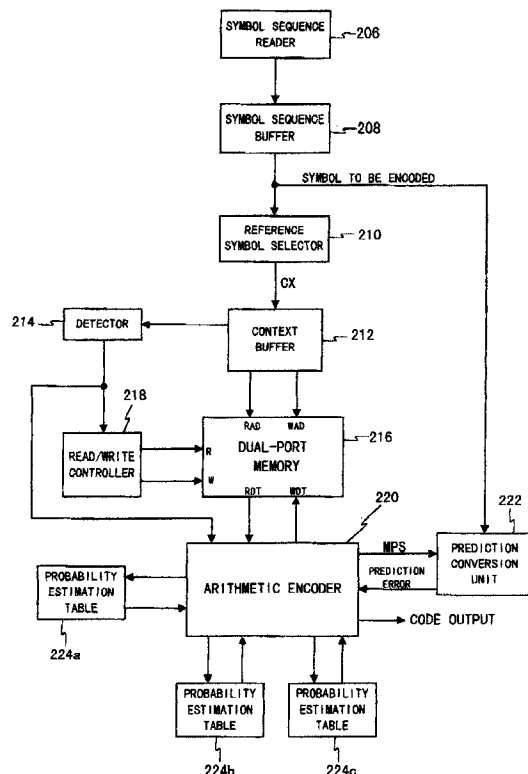 SYMBOL SEQUENCE
READER
206
SYMBOL SEQUENCE
BUFFER
208
SYMBOL TO BE ENCODED
REFERENCE
SYMBOL SELECTOR
210
CX
214
DETECTOR
CONTEXT
BUFFER
212
218
READ/WRITE
CONTROLLER
R
W
RAD
WAD
DUAL-PORT
MEMORY
RDT
WDT
216
220
222
ARITHMETIC ENCODER
MPS
PREDICTION
ERROR
PREDICTION
CONVERSION
UNIT
CODE OUTPUT
PROBABILITY
ESTIMATION
TABLE
224a
PROBABILITY
ESTIMATION
TABLE
224b
PROBABILITY
ESTIMATION
TABLE
224c